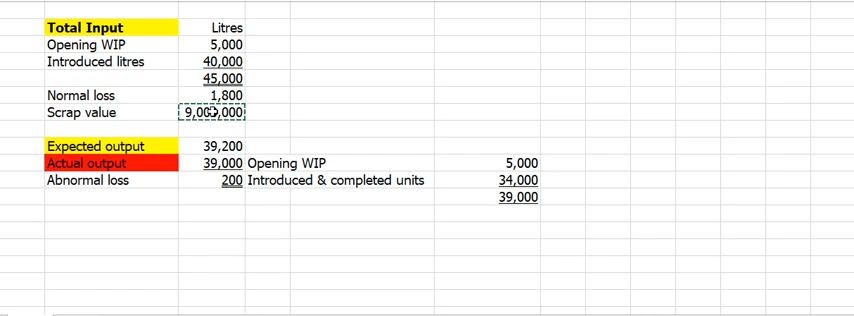 Total Input Litres
Opening WIP 5,000
Introduced litres 40,000
45,000
Normal loss 1,800
Scrap value
Expected output 39,200
Actual output 39,000 Opening WIP 5,000
Abnormal loss 200 Introduced & completed units 34,000
39,000